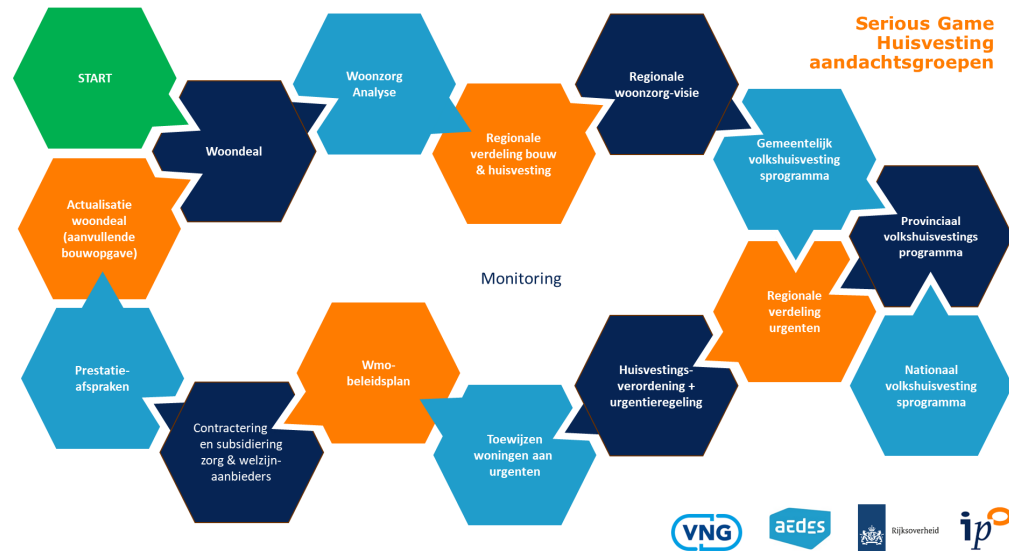 Serious Game
Huisvesting
aandachtsgroepen
START
Woondeal
Woonzorg
Analyse
Regionale
verdeling bouw
& huisvesting
Regionale
woonzorg-visie
Gemeentelijk
volkshuisvesting
sprogramma
Provinciaal
volkshuisvestings
programma
Nationaal
volkshuisvesting
sprogramma
Regionale
verdeling
urgenten
Huisvestings-
verordening +
urgentieregeling
Toewijzen
woningen aan
urgenten
Wmo-
beleidsplan
Contractering
en subsidiering
zorg & welzijn-
aanbieders
Prestatie-
afspraken
Actualisatie
woondeal
(aanvullende
bouwopgave)
Monitoring
VNG
aedes
Rijksoverheid
ipo